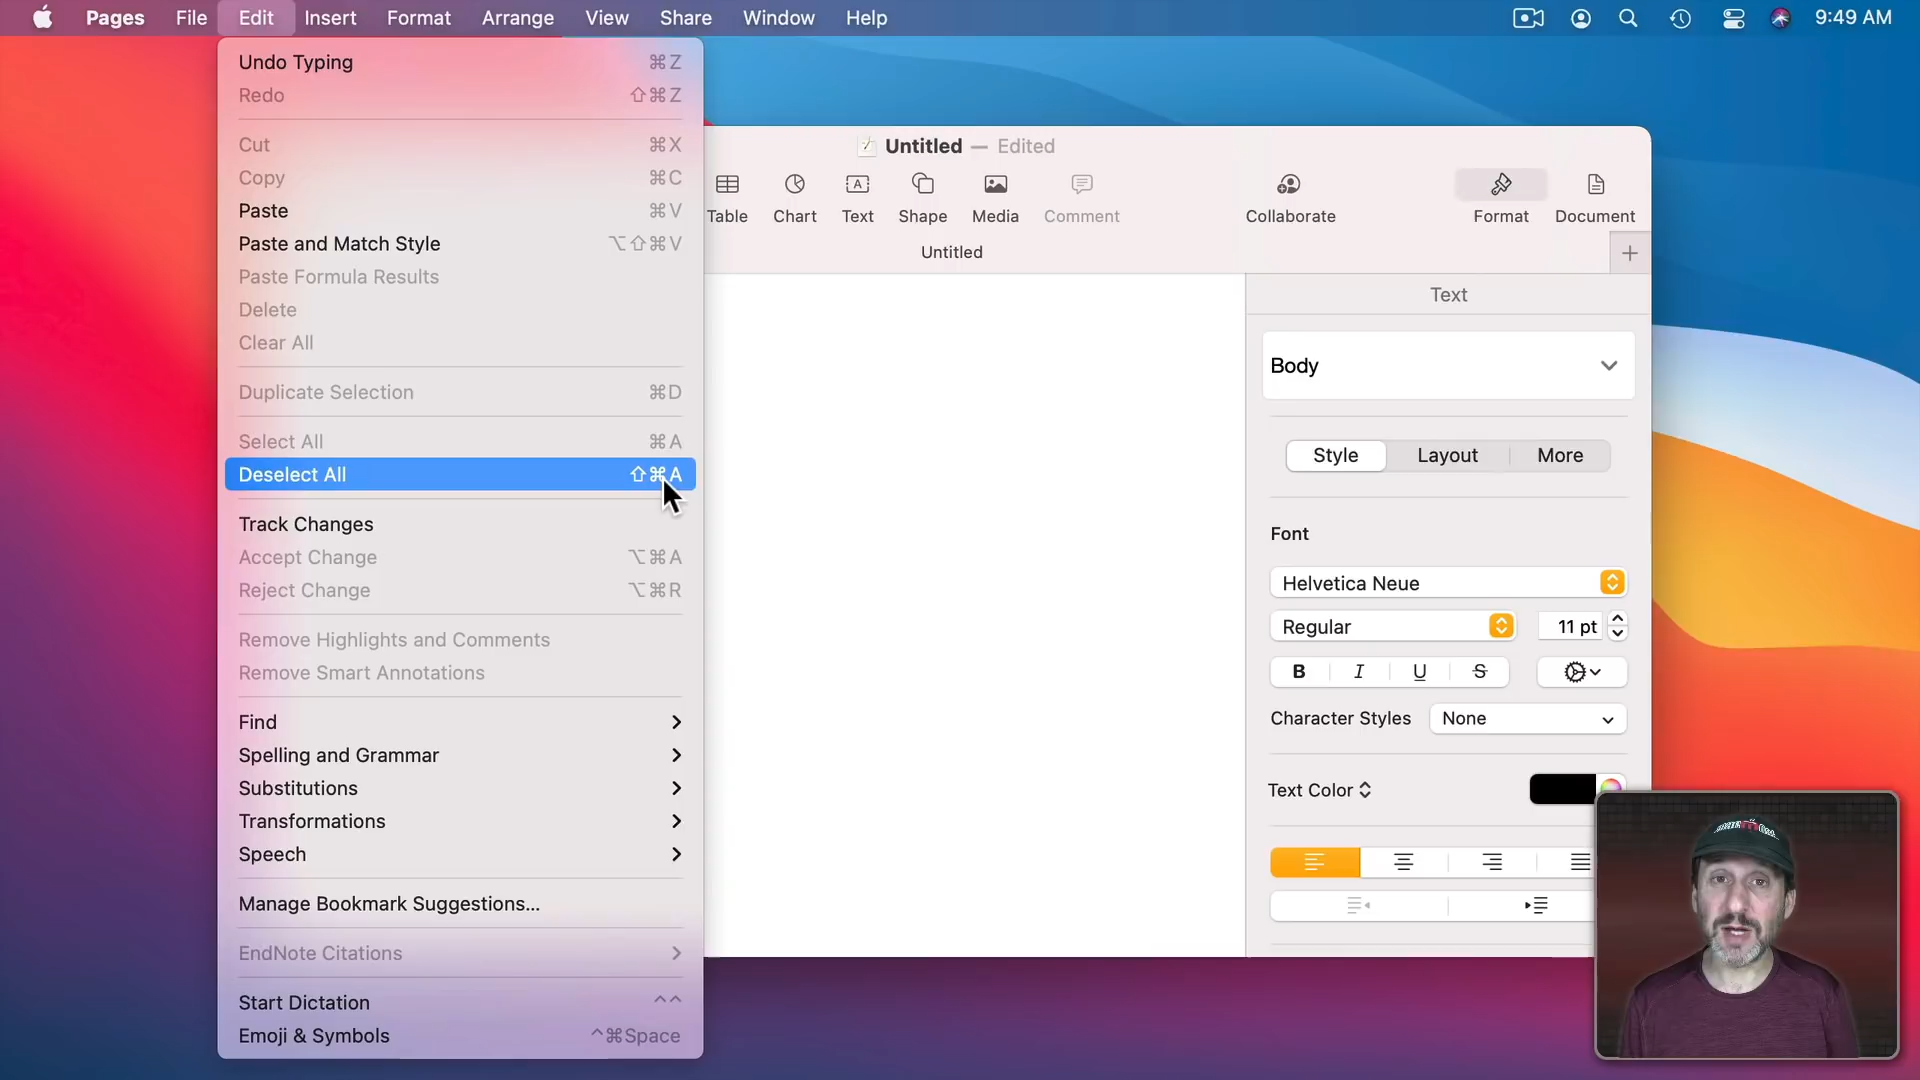 Pages File Edit Insert Format Arrange View Share Window Help 9:49 AM
Undo Typing ⌘Z
Redo ⇧⌘Z
Cut ⌘X
Copy ⌘C
Paste ⌘V
Paste and Match Style ⌥⇧⌘V
Paste Formula Results
Delete
Clear All
Duplicate Selection ⌘D
Select All ⌘A
Deselect All ⇧⌘A
Track Changes
Accept Change ⌥⌘A
Reject Change ⌥⌘R
Remove Highlights and Comments
Remove Smart Annotations
Find
Spelling and Grammar
Substitutions
Transformations
Speech
Manage Bookmark Suggestions...
EndNote Citations
Start Dictation ^^
Emoji & Symbols ^⌘Space
Untitled — Edited
Table Chart Text Shape Media Comment Collaborate Format Document
Untitled
Text
Body
Style Layout More
Font
Helvetica Neue
Regular 11 pt
B I U S
Character Styles None
Text Color